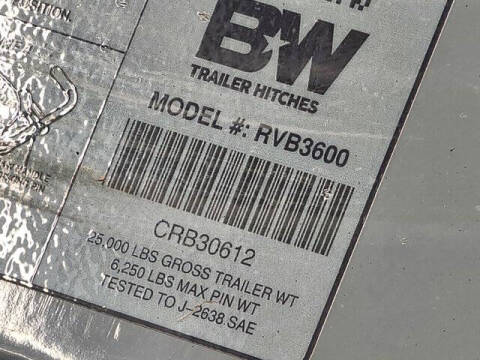 OSITION.
BW
TRAILER HITCHES
MODEL #: RVB3600
CRB30612
25,000 LBS GROSS TRAILER WT
6,250 LBS MAX PIN WT
TESTED TO J-2638 SAE